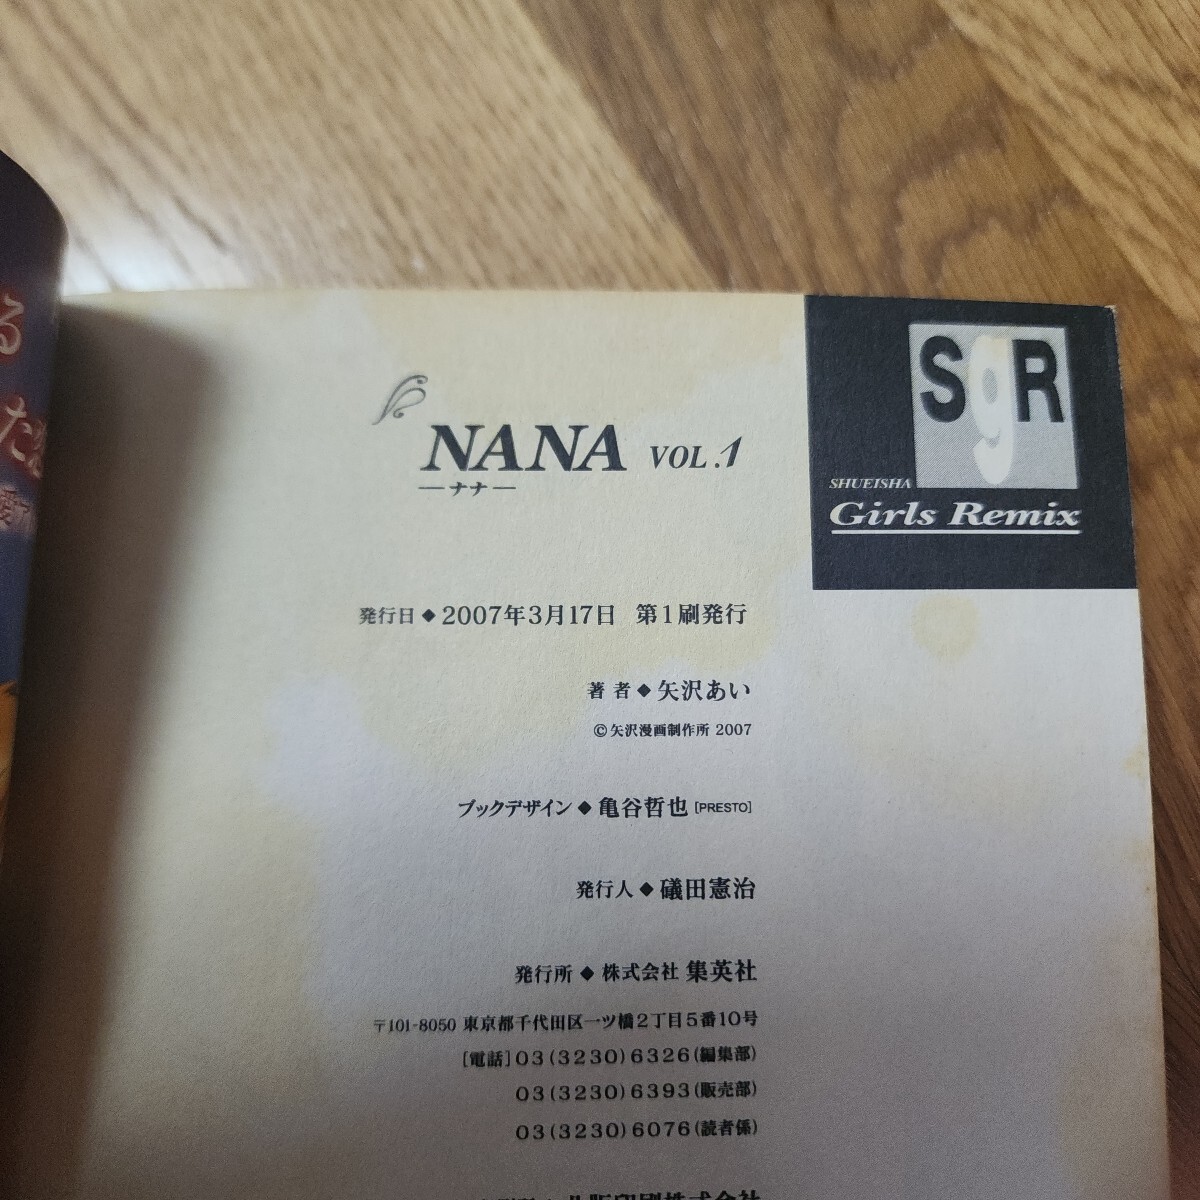 る
た
愛
NANA VOL.1
—ナナ—
SgR
SHUEISHA
Girls Remix
発行日◆2007年3月17日 第1刷発行
著者◆矢沢あい
©矢沢漫画制作所 2007
ブックデザイン◆亀谷哲也[PRESTO]
発行人◆礒田憲治
発行所◆株式会社 集英社
〒101-8050 東京都千代田区一ツ橋2丁目5番10号
[電話]03(3230)6326(編集部)
03(3230)6393(販売部)
03(3230)6076(読者係)